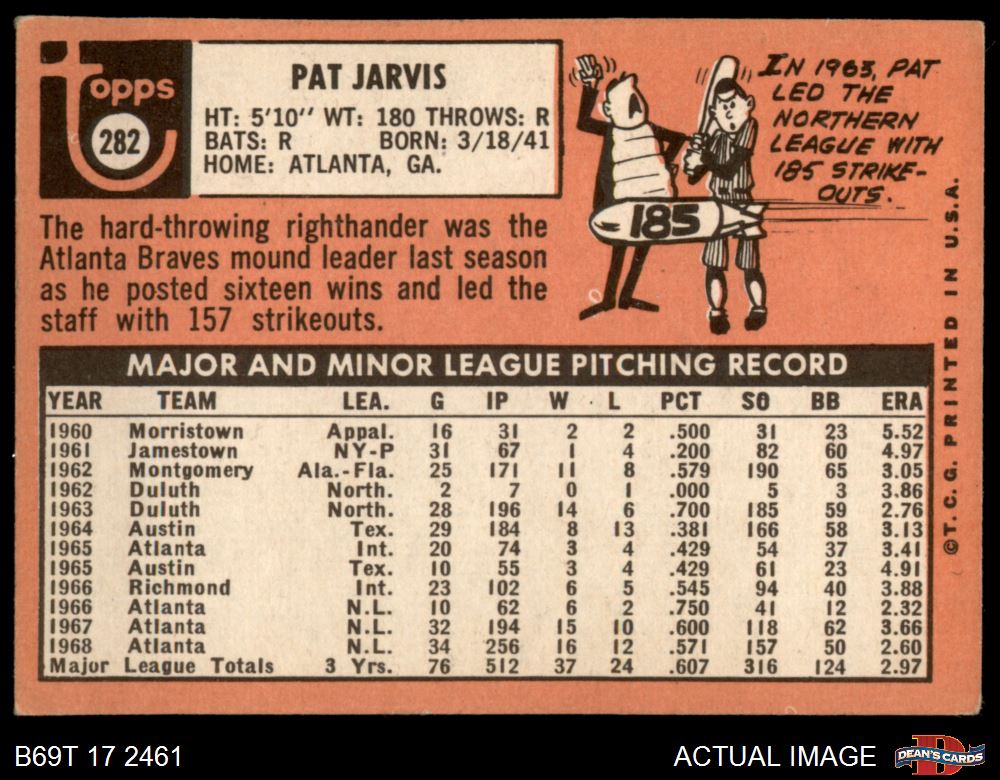 Topps
282
PAT JARVIS
HT: 5'10" WT: 180 THROWS: R
BATS: R BORN: 3/18/41
HOME: ATLANTA, GA.
IN 1963, PAT
LED THE
NORTHERN
LEAGUE WITH
185 STRIKE-
OUTS.
185
The hard-throwing righthander was the
Atlanta Braves mound leader last season
as he posted sixteen wins and led the
staff with 157 strikeouts.
MAJOR AND MINOR LEAGUE PITCHING RECORD
YEAR TEAM LEA. G IP W L PCT SO BB ERA
1960 Morristown Appal. 16 31 2 2 .500 31 23 5.52
1961 Jamestown NY-P 31 67 1 4 .200 82 60 4.97
1962 Montgomery Ala.-Fla. 25 171 11 8 .579 190 65 3.05
1962 Duluth North. 2 7 0 1 .000 5 3 3.86
1963 Duluth North. 28 196 14 6 .700 185 59 2.76
1964 Austin Tex. 29 184 8 13 .381 166 58 3.13
1965 Atlanta Int. 20 74 3 4 .429 54 37 3.41
1965 Austin Tex. 10 55 3 4 .429 61 23 4.91
1966 Richmond Int. 23 102 6 5 .545 94 40 3.88
1966 Atlanta N.L. 10 62 6 2 .750 41 12 2.32
1967 Atlanta N.L. 32 194 15 10 .600 118 62 3.66
1968 Atlanta N.L. 34 256 16 12 .571 157 50 2.60
Major League Totals 3 Yrs. 76 512 37 24 .607 316 124 2.97
©T.C.G. PRINTED IN U.S.A.
B69T 17 2461
ACTUAL IMAGE
D
DEAN'S CARDS